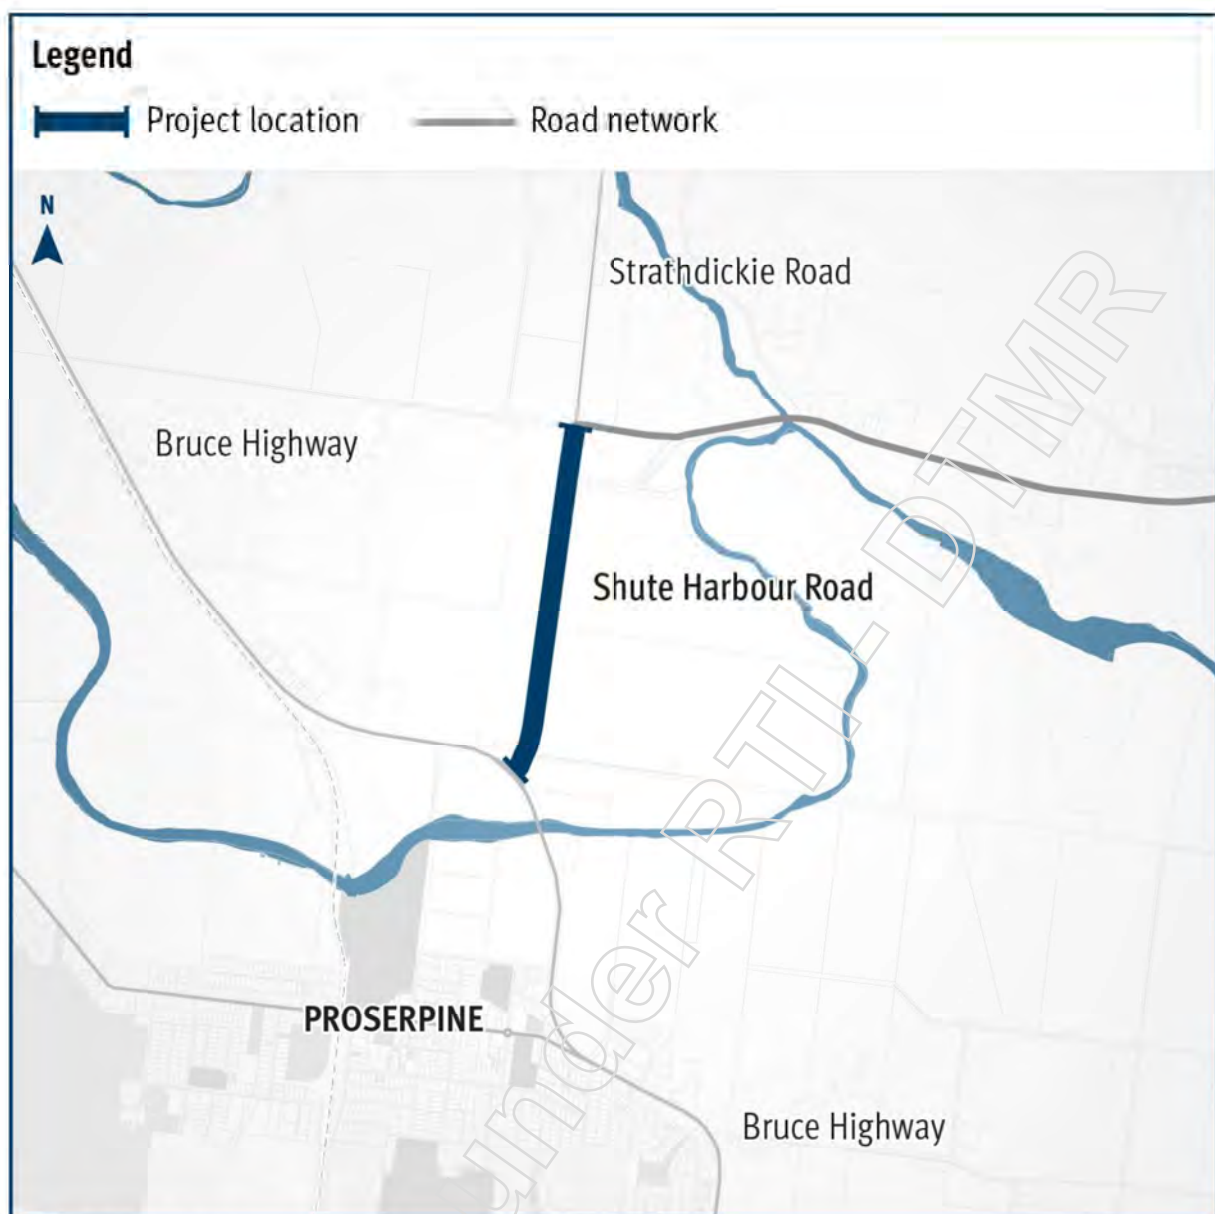 Legend
Project location
Road network
N
Strathdickie Road
Bruce Highway
Shute Harbour Road
PROSERPINE
Bruce Highway
under RTI - DTMR